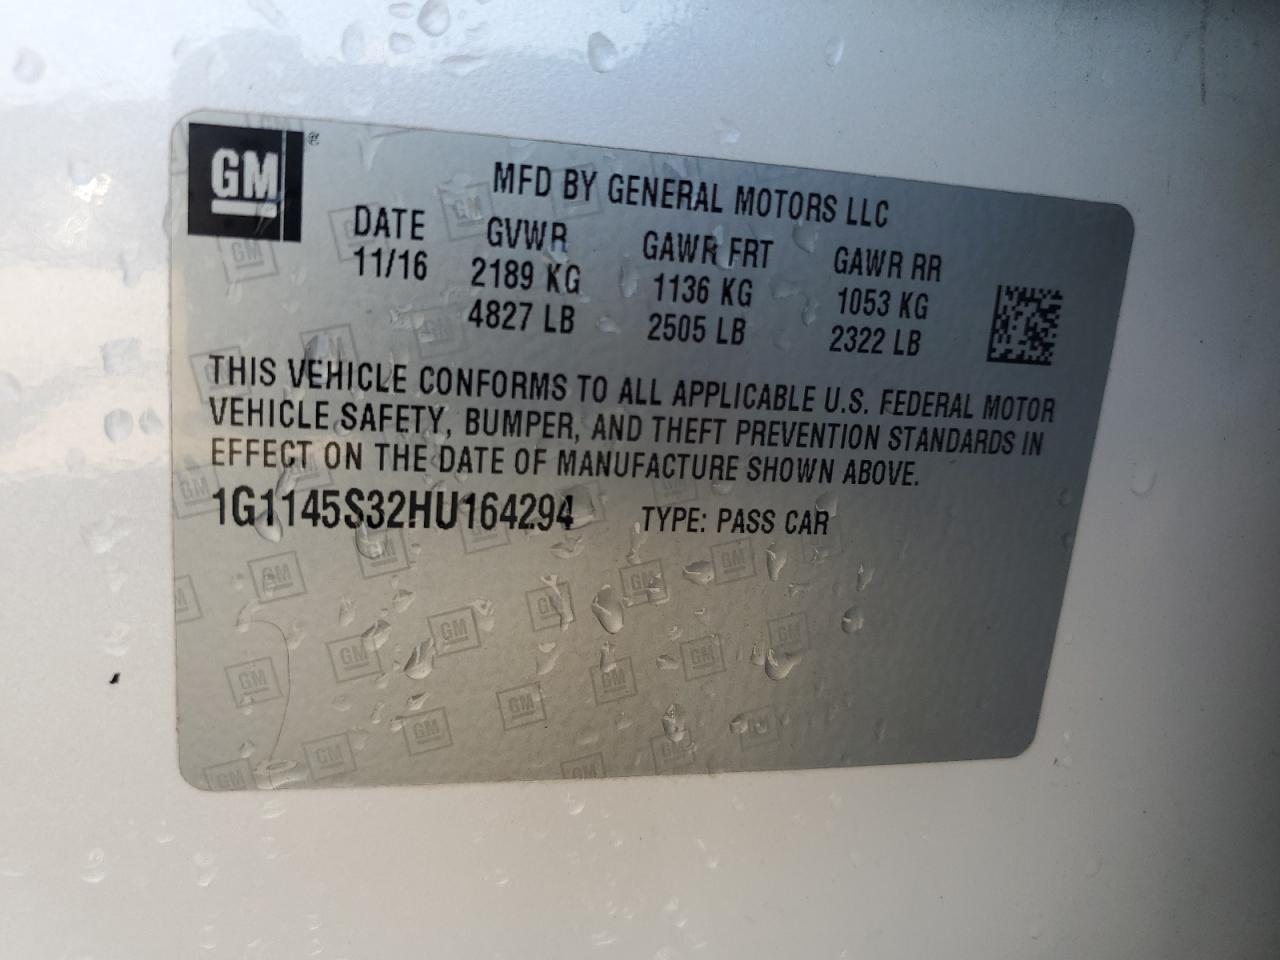 GM ®
MFD BY GENERAL MOTORS LLC
DATE GVWR GAWR FRT GAWR RR
11/16 2189 KG 1136 KG 1053 KG
4827 LB 2505 LB 2322 LB
THIS VEHICLE CONFORMS TO ALL APPLICABLE U.S. FEDERAL MOTOR
VEHICLE SAFETY, BUMPER, AND THEFT PREVENTION STANDARDS IN
EFFECT ON THE DATE OF MANUFACTURE SHOWN ABOVE.
1G1145S32HU164294 TYPE: PASS CAR